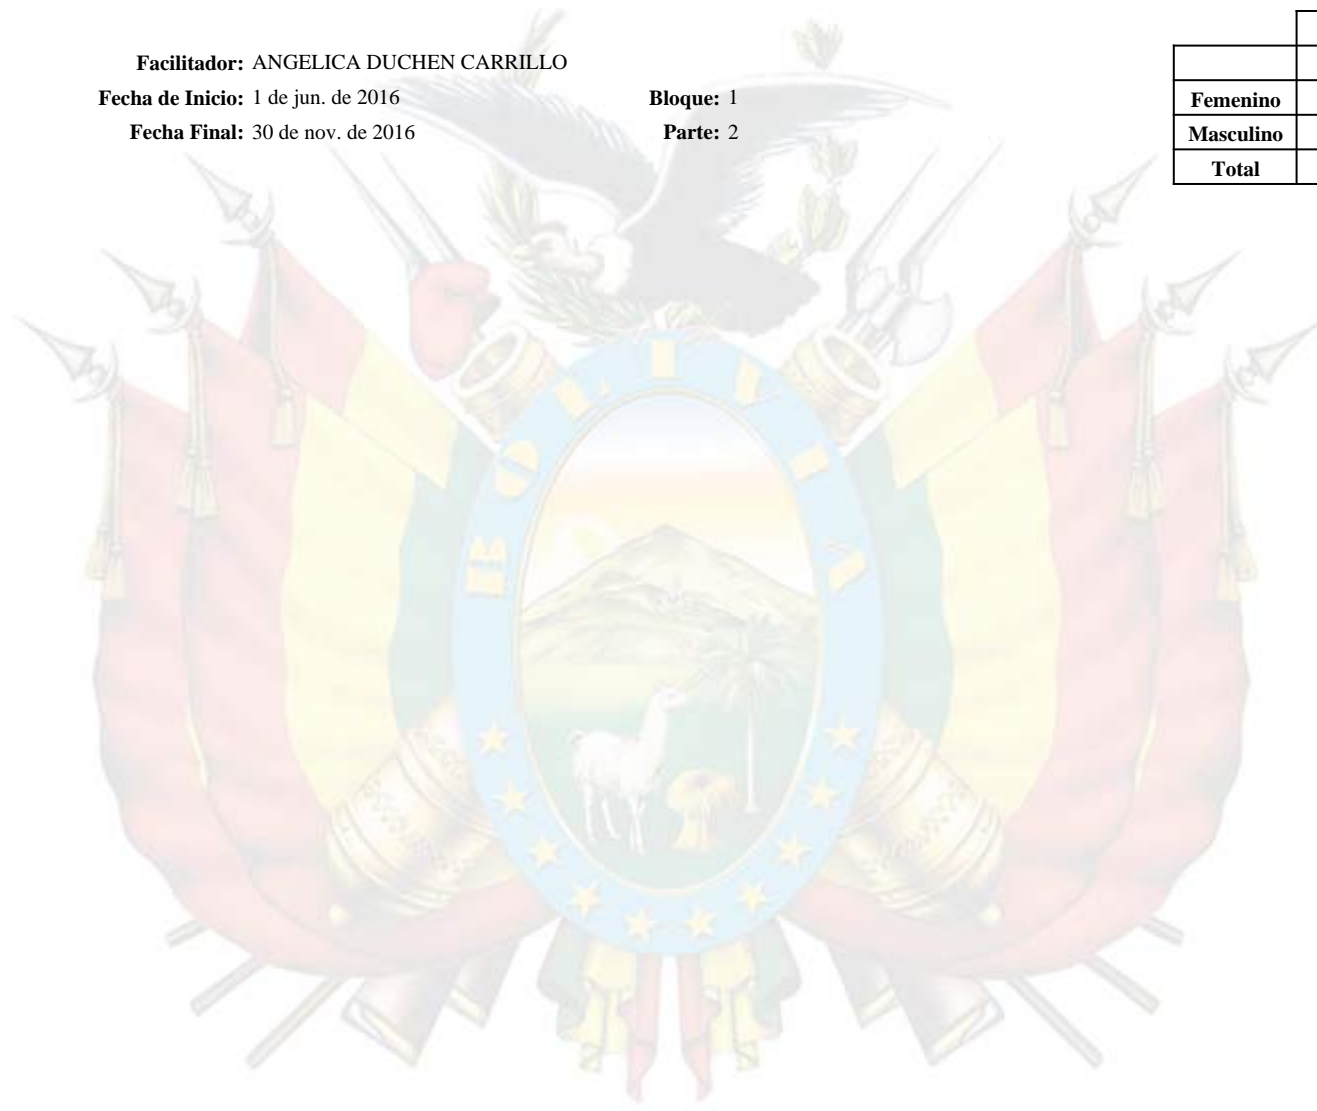 Facilitador: ANGELICA DUCHEN CARRILLO
Fecha de Inicio: 1 de jun. de 2016 Bloque: 1
Fecha Final: 30 de nov. de 2016 Parte: 2
Femenino
Masculino
Total
BOLIVIA